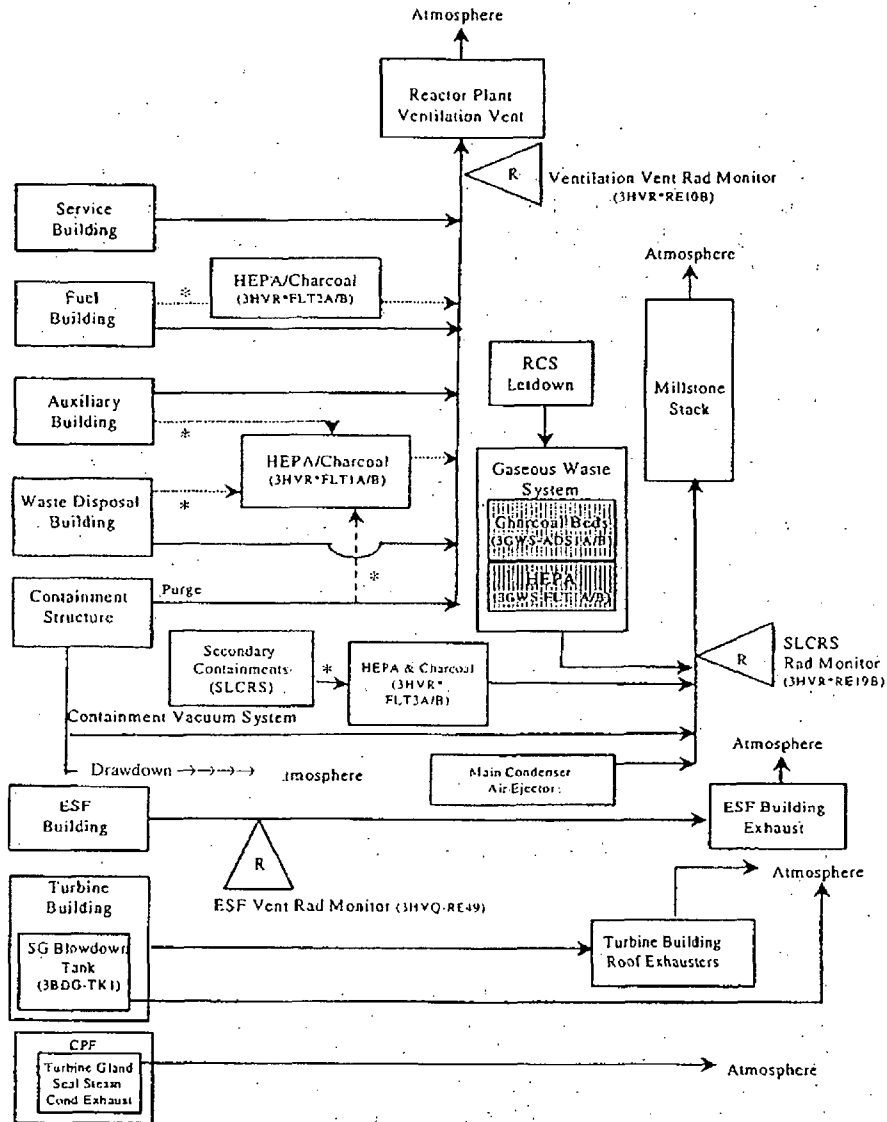 Atmosphere
Reactor Plant
Ventilation Vent
R
Ventilation Vent Rad Monitor
(3HVR*RE10B)
Service
Building
Atmosphere
*
HEPA/Charcoal
(3HVR*FLT2A/B)
Fuel
Building
RCS
Letdown
Millstone
Stack
Auxiliary
Building
*
HEPA/Charcoal
(3HVR*FLT1A/B)
Gaseous Waste
System
Charcoal Beds
(3GWS-ADS1A/B)
HEPA
(3GWS-FLT1A/B)
Waste Disposal
Building
*
*
Containment
Structure
Purge
Secondary
Containments
(SLCRS)
*
HEPA & Charcoal
(3HVR*
FLT3A/B)
R
SLCRS
Rad Monitor
(3HVR*RE19B)
Containment Vacuum System
Drawdown →→→→ tmosphere
Main Condenser
Air Ejector
Atmosphere
ESF
Building
ESF Building
Exhaust
R
ESF Vent Rad Monitor (3HVQ-RE49)
Atmosphere
Turbine
Building
SG Blowdown
Tank
(3BDG-TK1)
Turbine Building
Roof Exhausters
CPF
Turbine Gland
Seal Steam
Cond Exhaust
Atmosphere